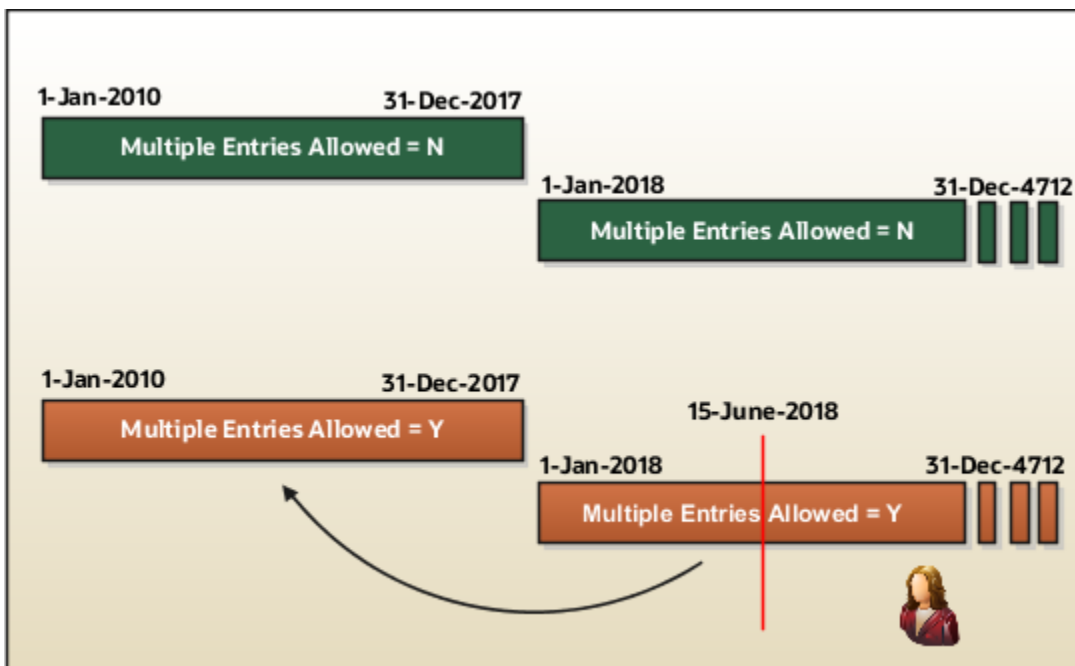 1-Jan-2010 31-Dec-2017
Multiple Entries Allowed = N
1-Jan-2018 31-Dec-4712
Multiple Entries Allowed = N
1-Jan-2010 31-Dec-2017
Multiple Entries Allowed = Y
15-June-2018
1-Jan-2018 31-Dec-4712
Multiple Entries Allowed = Y